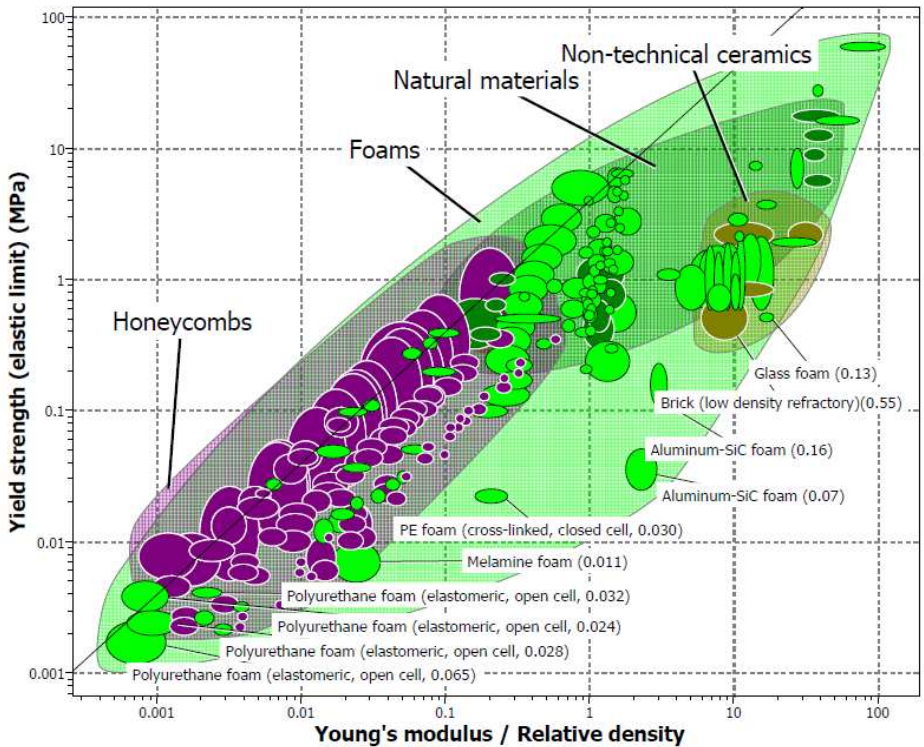 100
10
1
0.1
0.01
0.001
Yield strength (elastic limit) (MPa)
Non-technical ceramics
Natural materials
Foams
Honeycombs
Glass foam (0.13)
Brick (low density refractory)(0.55)
Aluminum-SiC foam (0.16)
Aluminum-SiC foam (0.07)
PE foam (cross-linked, closed cell, 0.030)
Melamine foam (0.011)
Polyurethane foam (elastomeric, open cell, 0.032)
Polyurethane foam (elastomeric, open cell, 0.024)
Polyurethane foam (elastomeric, open cell, 0.028)
Polyurethane foam (elastomeric, open cell, 0.065)
0.001 0.01 0.1 1 10 100
Young's modulus / Relative density